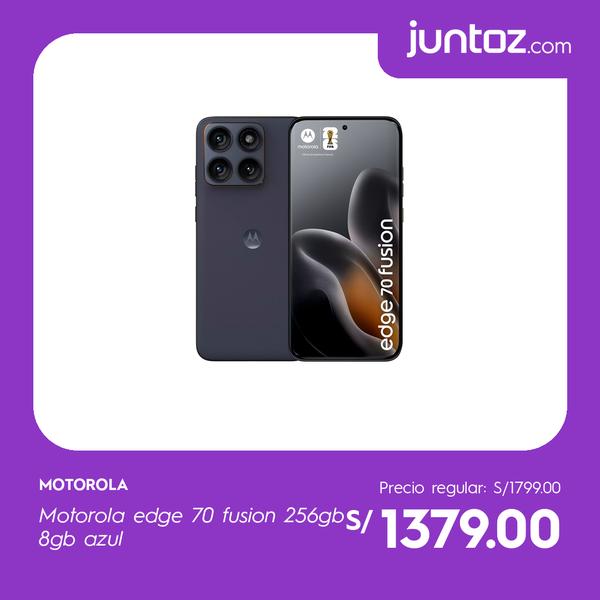 juntoz.com
motorola
FIFA
edge 70 fusion
MOTOROLA
Precio regular: S/1799.00
Motorola edge 70 fusion 256gb
8gb azul
S/ 1379.00